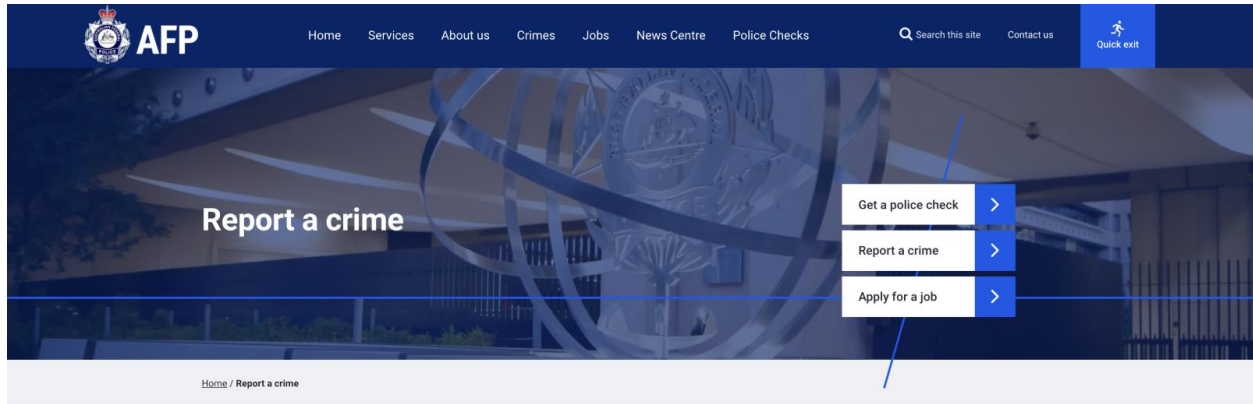 AFP
Home Services About us Crimes Jobs News Centre Police Checks Search this site Contact us Quick exit
Report a crime
Get a police check
Report a crime
Apply for a job
Home / Report a crime